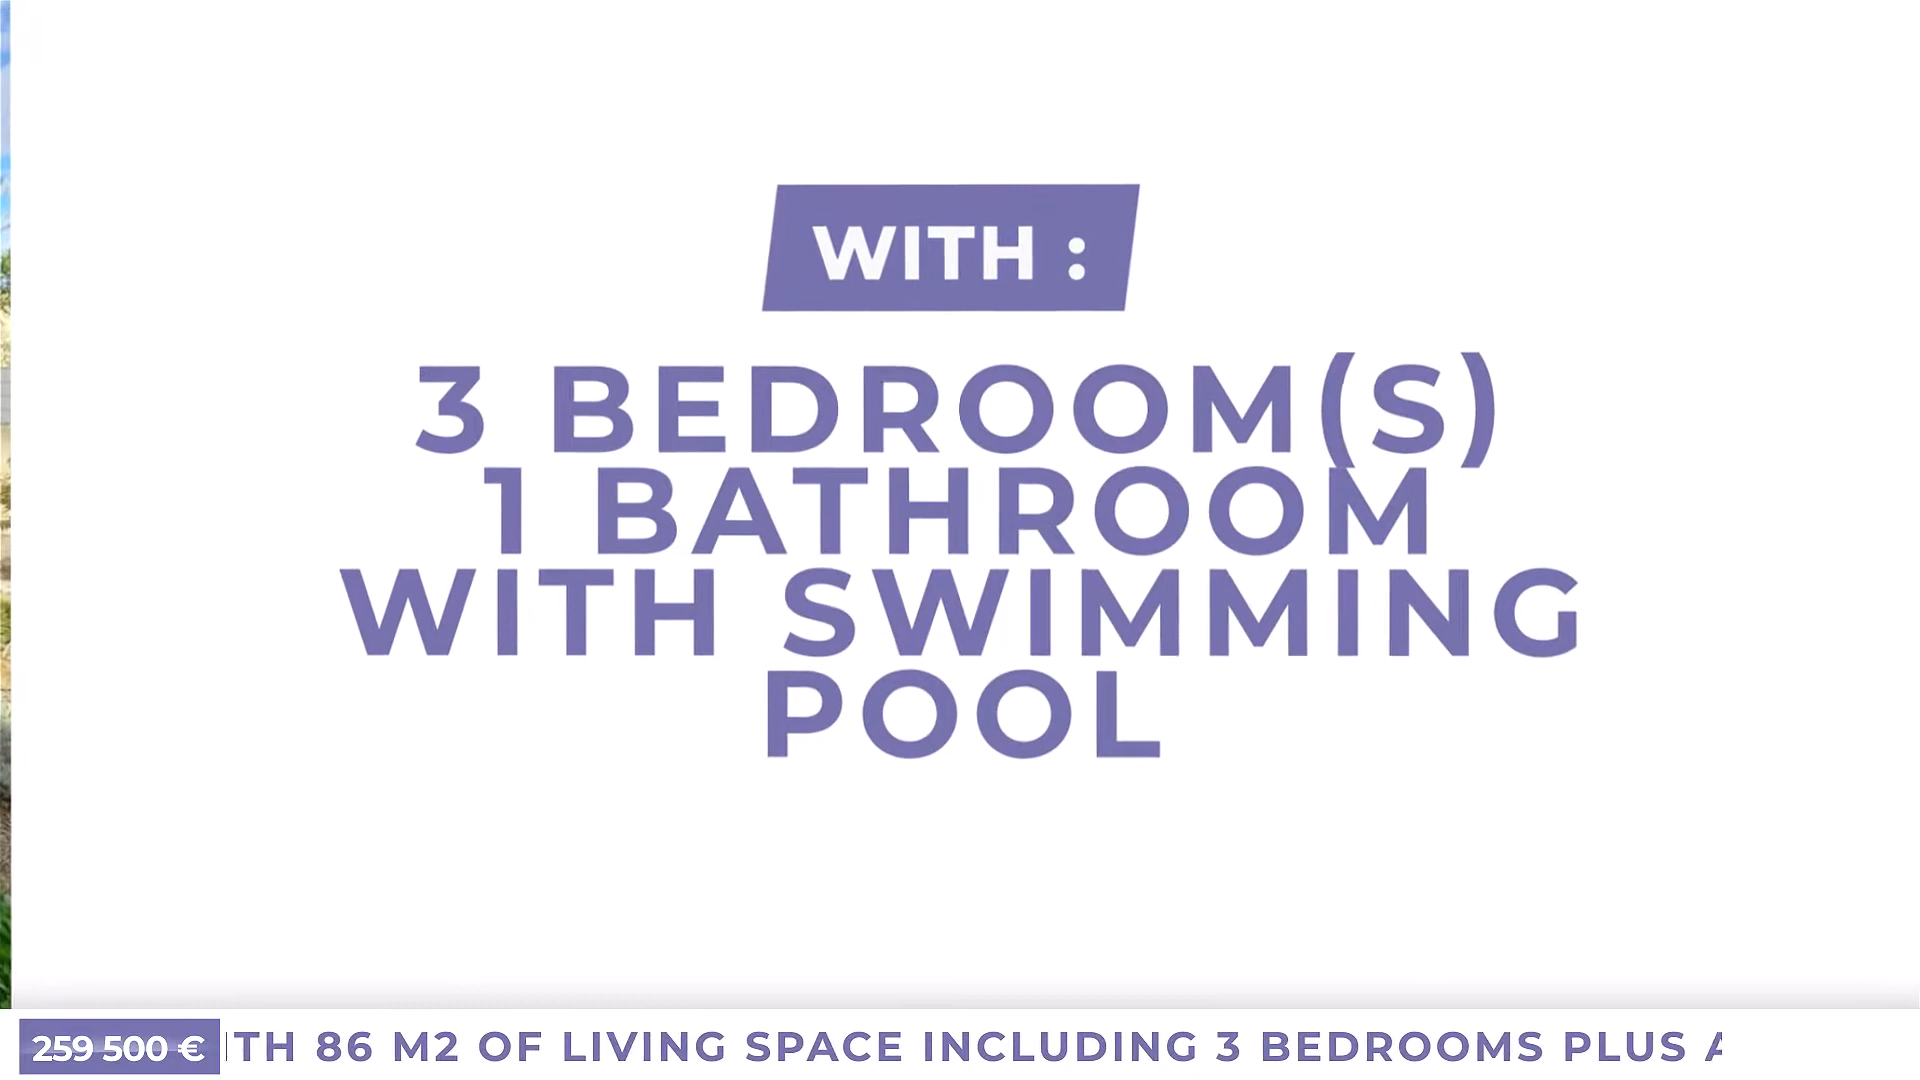 WITH :
3 BEDROOM(S)
1 BATHROOM
WITH SWIMMING
POOL
259 500 € ITH 86 M2 OF LIVING SPACE INCLUDING 3 BEDROOMS PLUS A